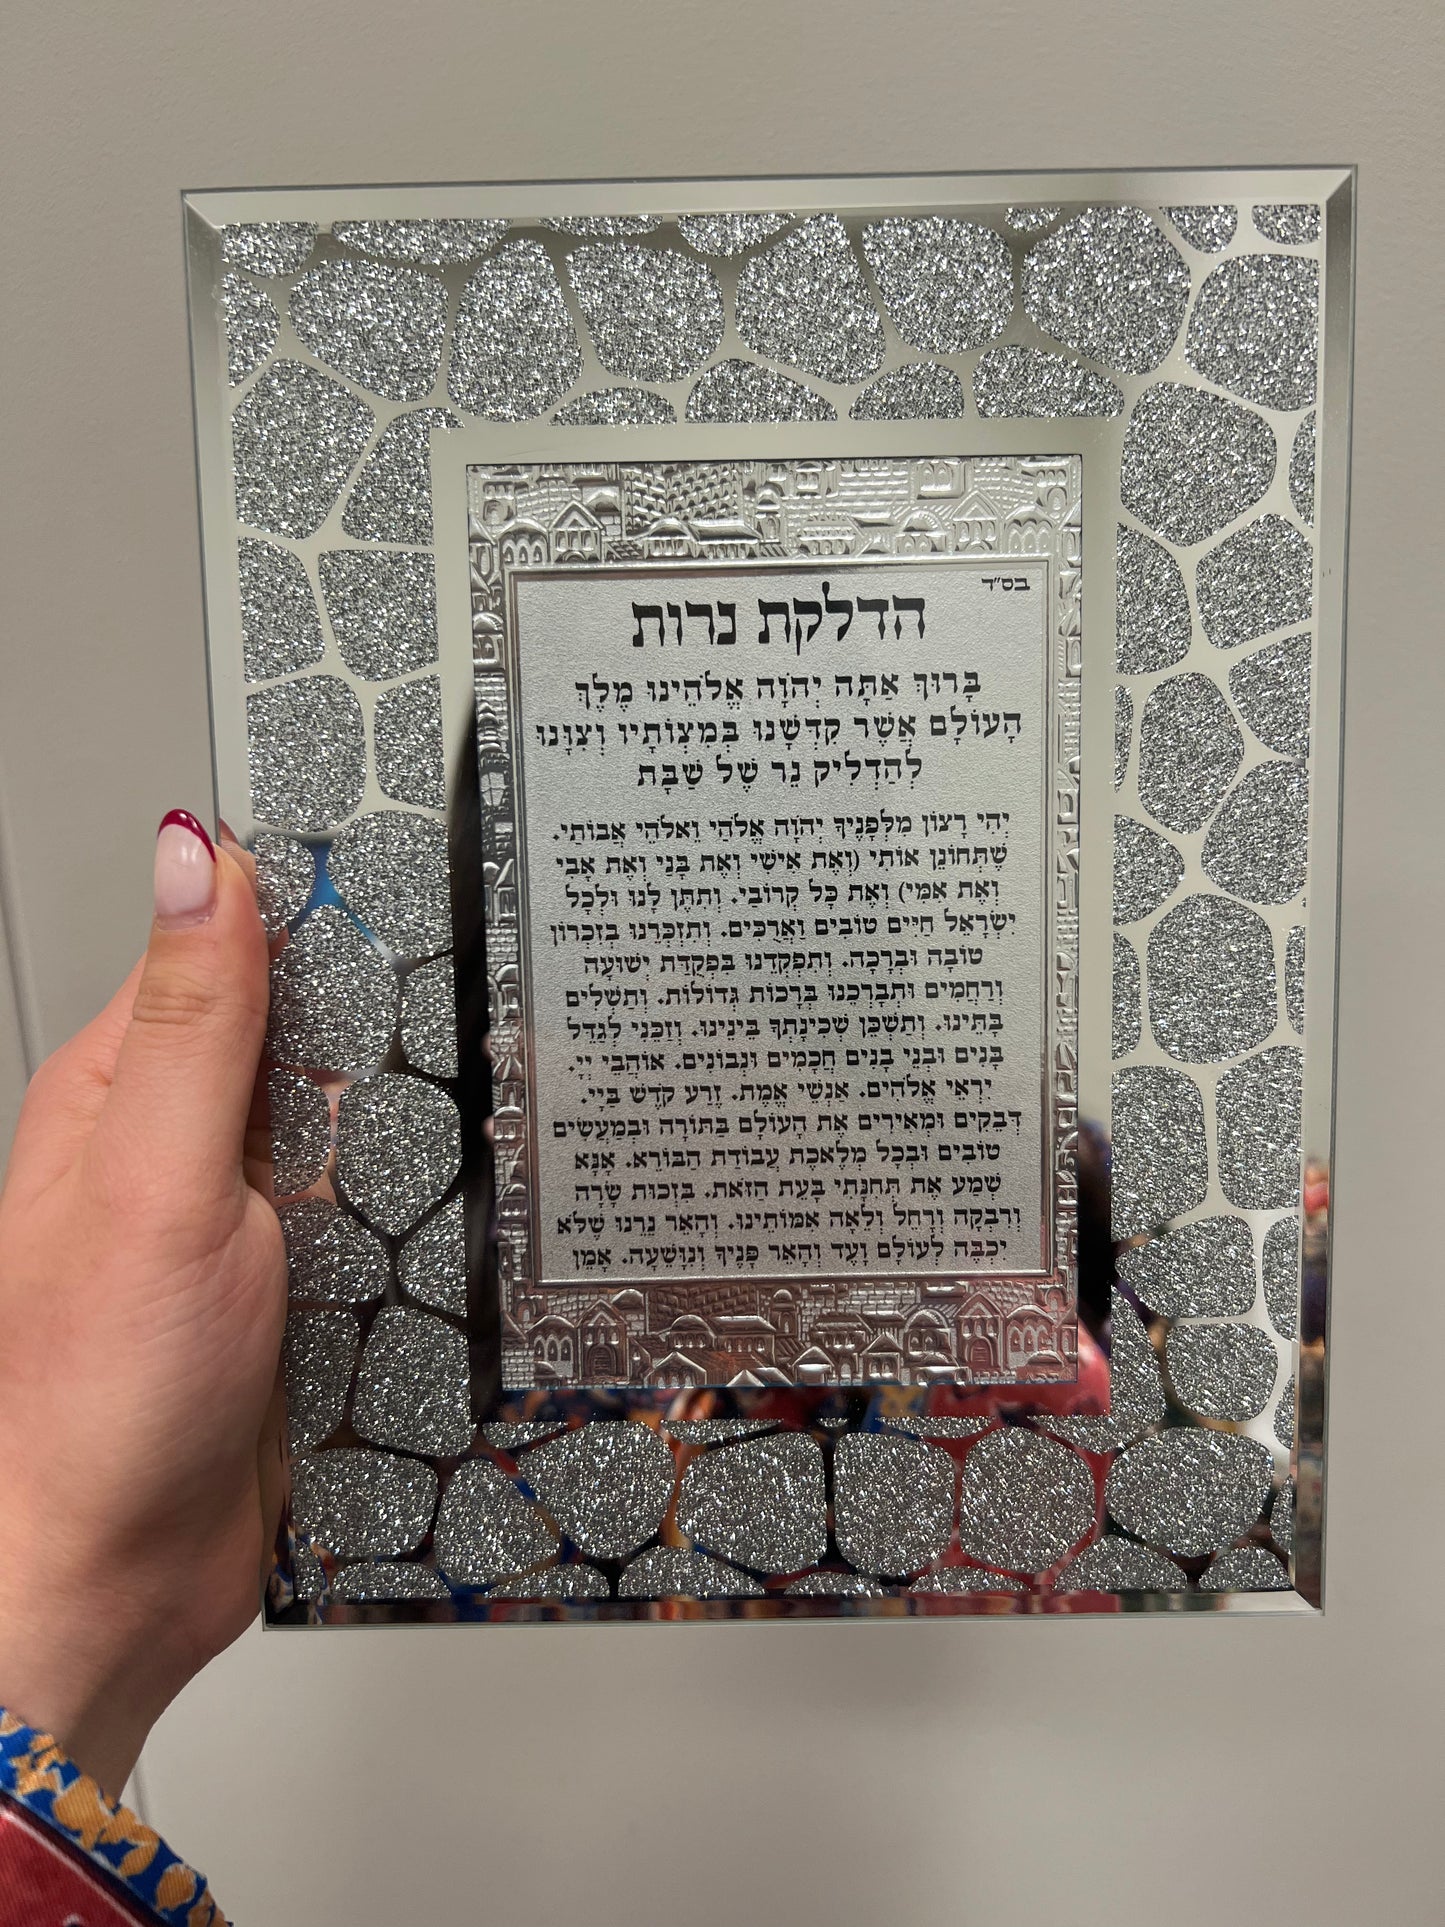 בס"ד
הדלקת נרות
בָּרוּךְ אַתָּה יְהֹוָה אֱלֹהֵינוּ מֶלֶךְ
הָעוֹלָם אֲשֶׁר קִדְּשָׁנוּ בְּמִצְוֹתָיו וְצִוָּנוּ
לְהַדְלִיק נֵר שֶׁל שַׁבָּת
יְהִי רָצוֹן מִלְּפָנֶיךָ יְהֹוָה אֱלֹהַי וֵאלֹהֵי אֲבוֹתַי.
שֶׁתְּחוֹנֵן אוֹתִי (וְאֶת אִישִׁי וְאֶת בָּנַי וְאֶת אָבִי
וְאֶת אִמִּי) וְאֶת כָּל קְרוֹבַי. וְתִתֶּן לָנוּ וּלְכָל
יִשְׂרָאֵל חַיִּים טוֹבִים וַאֲרֻכִּים. וְתִזְכְּרֵנוּ בְּזִכְרוֹן
טוֹבָה וּבְרָכָה. וְתִפְקְדֵנוּ בִּפְקֻדַּת יְשׁוּעָה
וְרַחֲמִים וּתְבָרְכֵנוּ בְּרָכוֹת גְּדוֹלוֹת. וְתַשְׁלִים
בָּתֵּינוּ. וְתַשְׁכֵּן שְׁכִינָתְךָ בֵּינֵינוּ. וְזַכֵּנִי לְגַדֵּל
בָּנִים וּבְנֵי בָנִים חֲכָמִים וּנְבוֹנִים. אוֹהֲבֵי יְיָ.
יִרְאֵי אֱלֹהִים. אַנְשֵׁי אֱמֶת. זֶרַע קֹדֶשׁ בַּיְיָ.
דְּבֵקִים וּמְאִירִים אֶת הָעוֹלָם בַּתּוֹרָה וּבְמַעֲשִׂים
טוֹבִים וּבְכָל מְלֶאכֶת עֲבוֹדַת הַבּוֹרֵא. אָנָּא
שְׁמַע אֶת תְּחִנָּתִי בָּעֵת הַזֹּאת. בִּזְכוּת שָׂרָה
וְרִבְקָה וְרָחֵל וְלֵאָה אִמּוֹתֵינוּ. וְהָאֵר נֵרֵנוּ שֶׁלֹּא
יִכְבֶּה לְעוֹלָם וָעֶד וְהָאֵר פָּנֶיךָ וְנִוָּשֵׁעָה. אָמֵן